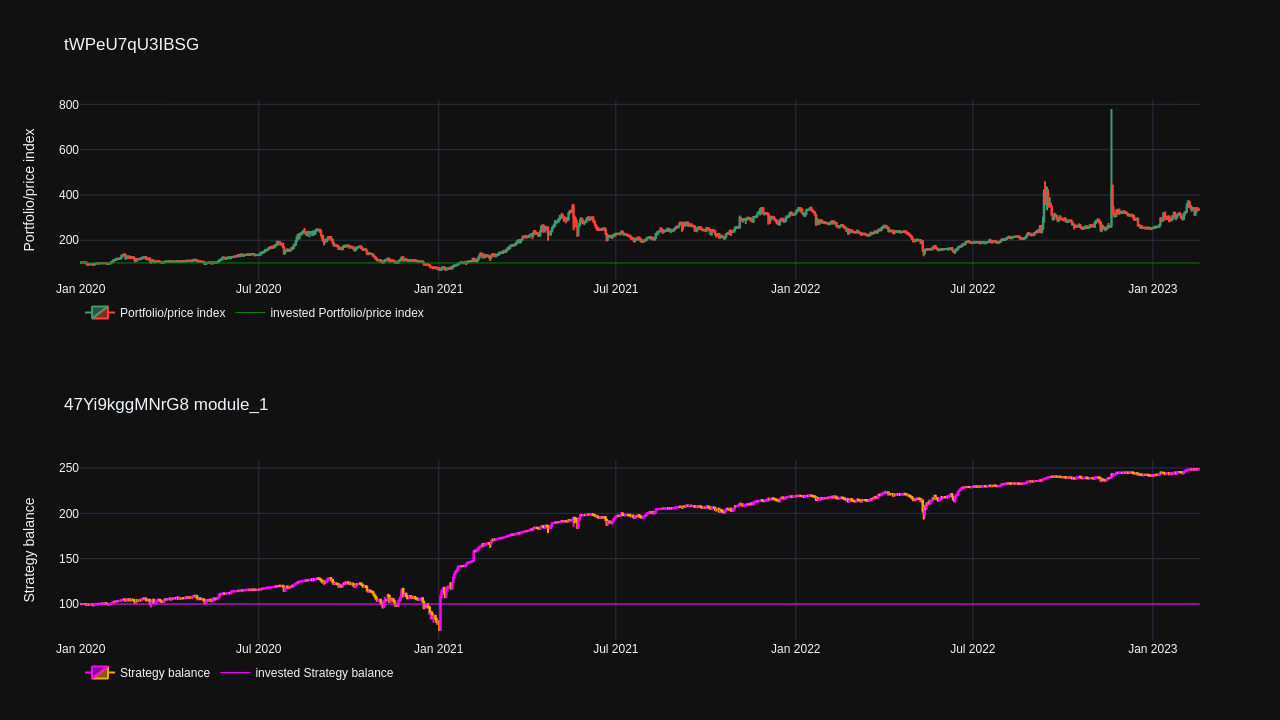 tWPeU7qU3IBSG
Portfolio/price index
800
600
400
200
Jan 2020 Jul 2020 Jan 2021 Jul 2021 Jan 2022 Jul 2022 Jan 2023
Portfolio/price index invested Portfolio/price index
47Yi9kggMNrG8 module_1
Strategy balance
250
200
150
100
Jan 2020 Jul 2020 Jan 2021 Jul 2021 Jan 2022 Jul 2022 Jan 2023
Strategy balance invested Strategy balance